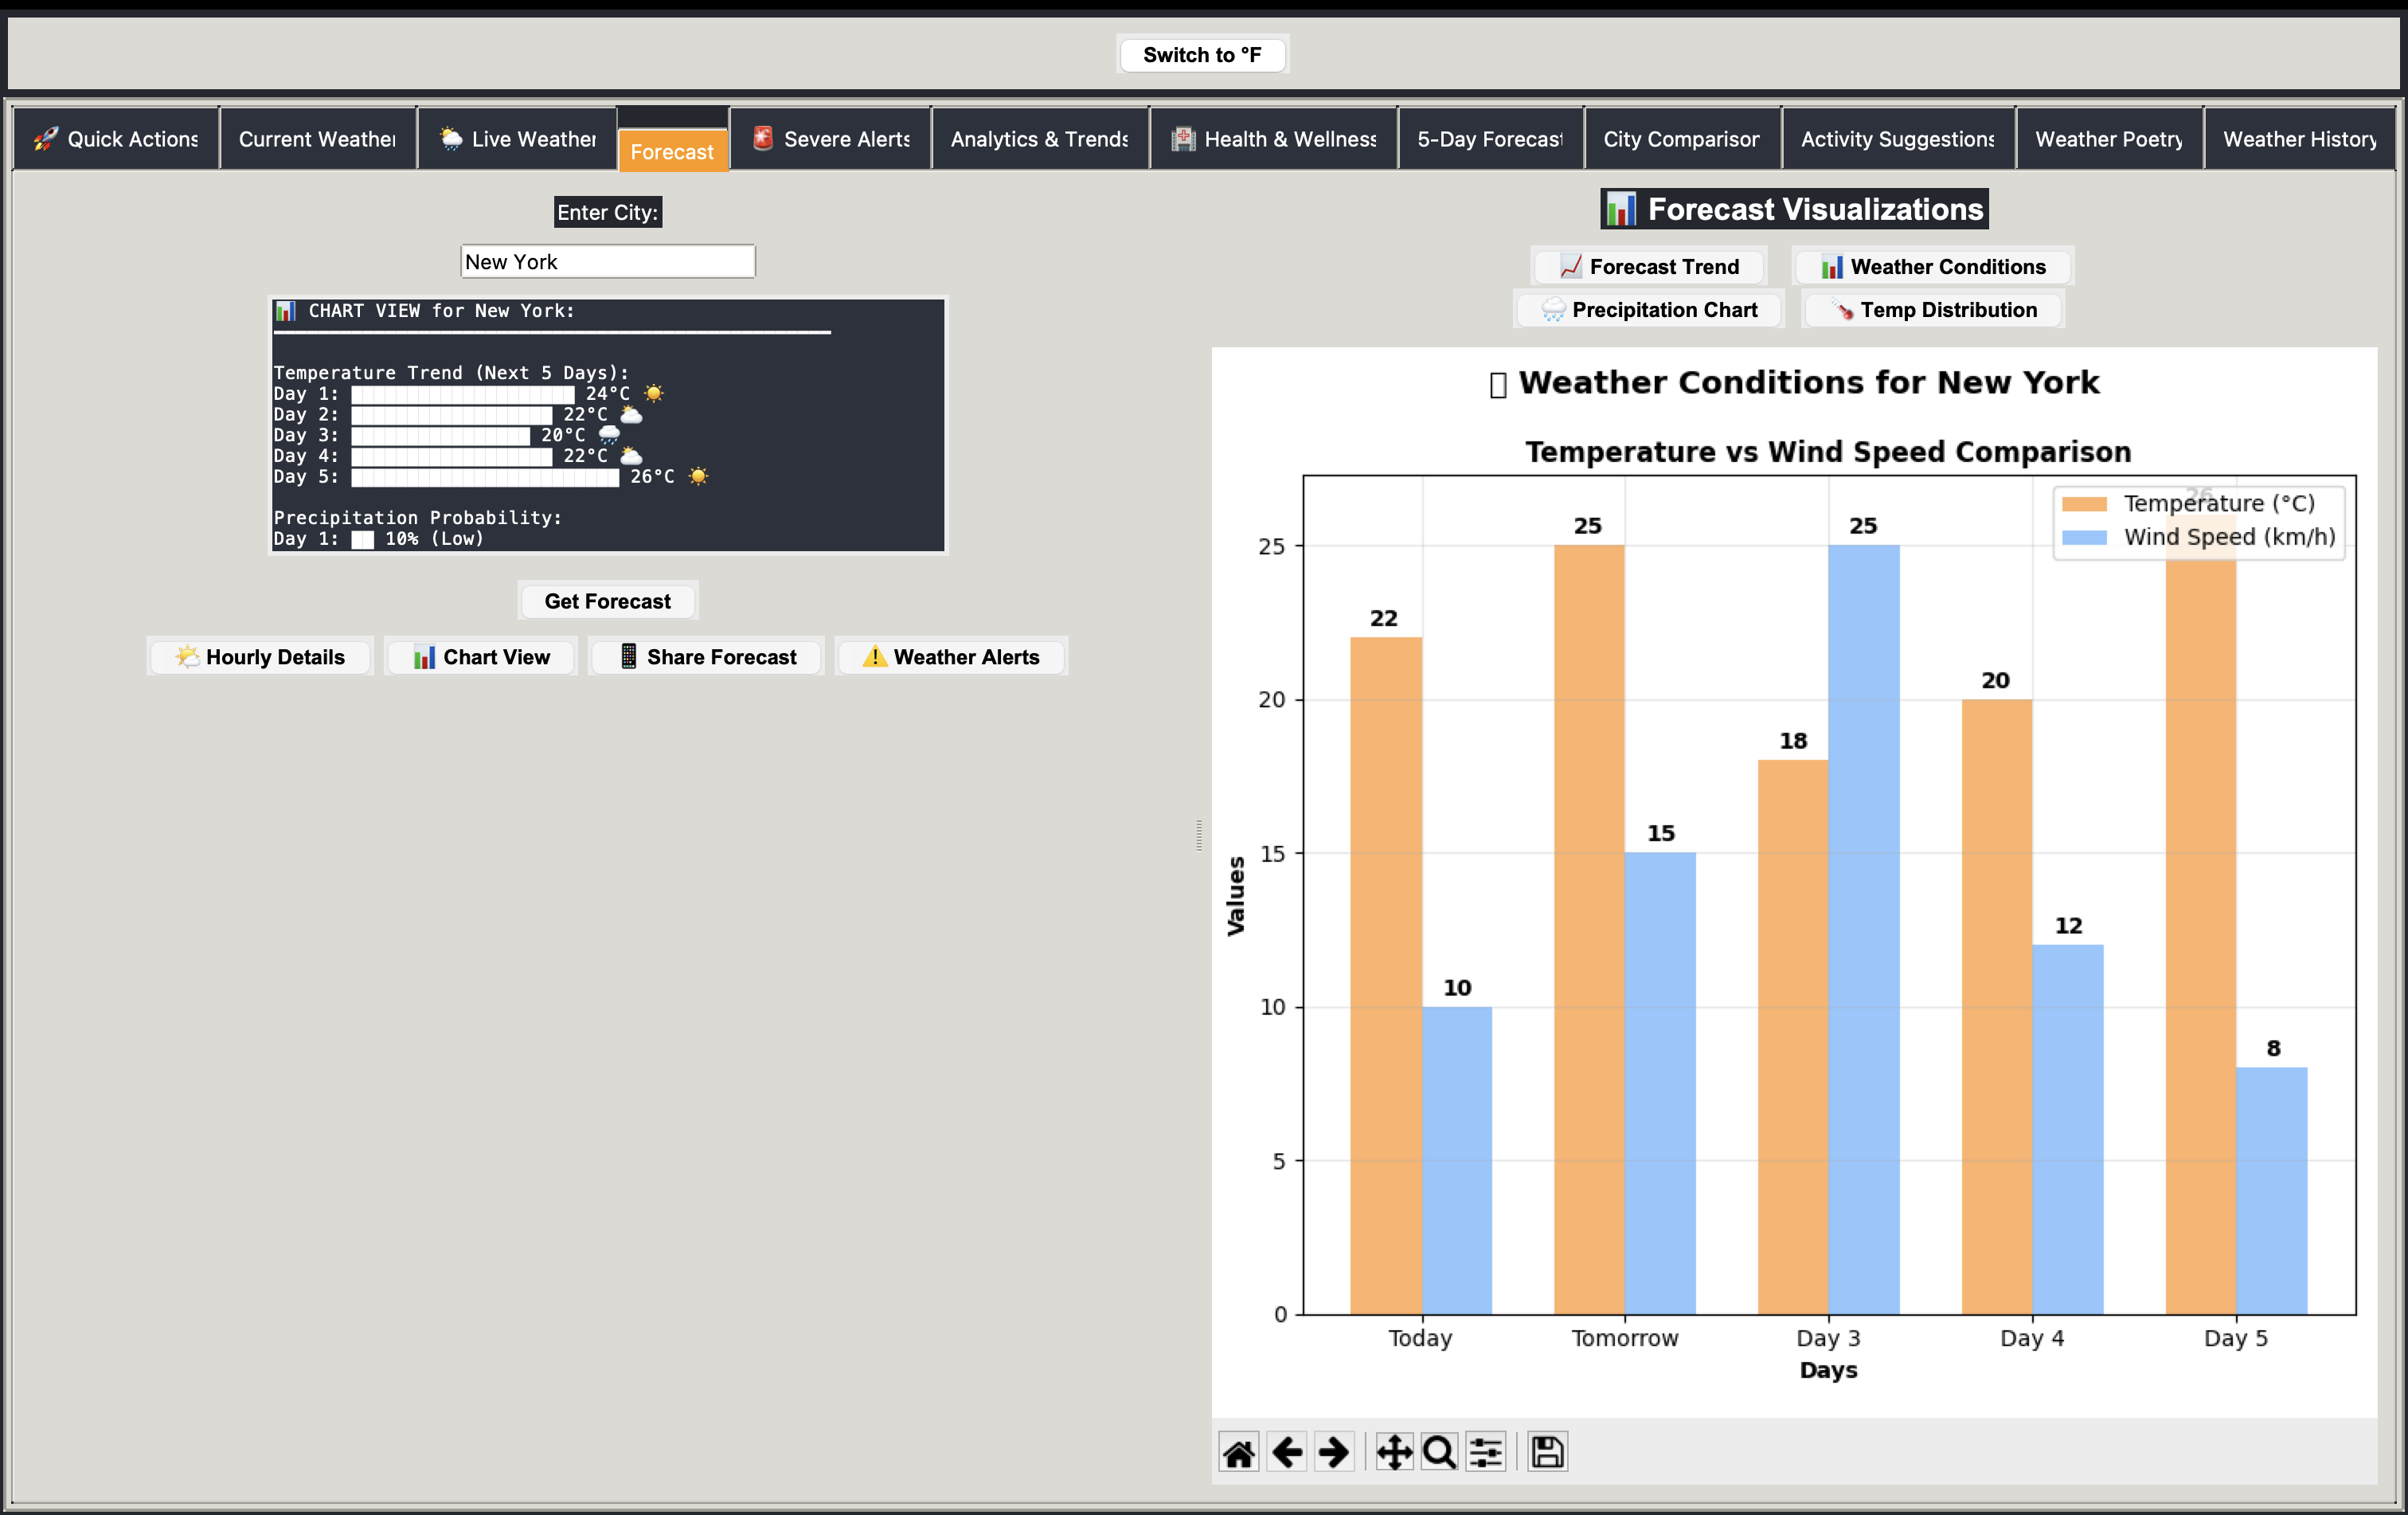 Switch to °F
🚀 Quick Actions
Current Weather
🌦 Live Weather
Forecast
🚨 Severe Alerts
Analytics & Trends
🏥 Health & Wellness
5-Day Forecast
City Comparison
Activity Suggestions
Weather Poetry
Weather History
Enter City:
New York
📊 CHART VIEW for New York:
Temperature Trend (Next 5 Days):
Day 1: 24°C ☀️
Day 2: 22°C 🌥
Day 3: 20°C 🌧
Day 4: 22°C 🌥
Day 5: 26°C ☀️
Precipitation Probability:
Day 1: 10% (Low)
Get Forecast
🌤 Hourly Details
📊 Chart View
📱 Share Forecast
⚠️ Weather Alerts
📊 Forecast Visualizations
📈 Forecast Trend
📊 Weather Conditions
🌧 Precipitation Chart
🌡 Temp Distribution
Weather Conditions for New York
Temperature vs Wind Speed Comparison
Temperature (°C)
Wind Speed (km/h)
26
25
25
22
20
18
15
12
10
8
25
20
15
10
5
0
Values
Today
Tomorrow
Day 3
Day 4
Day 5
Days